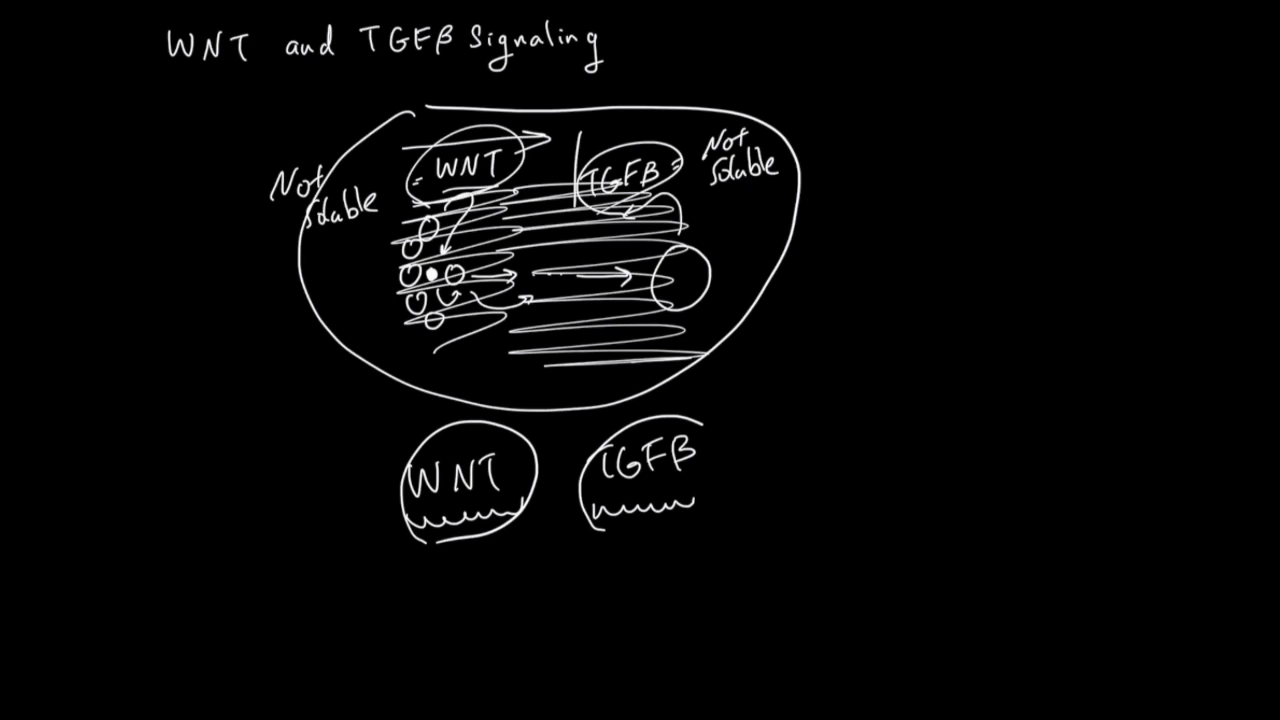 WNT and TGFβ Signaling
Not
soluble
WNT
TGFβ
Not
soluble
WNT
TGFβ